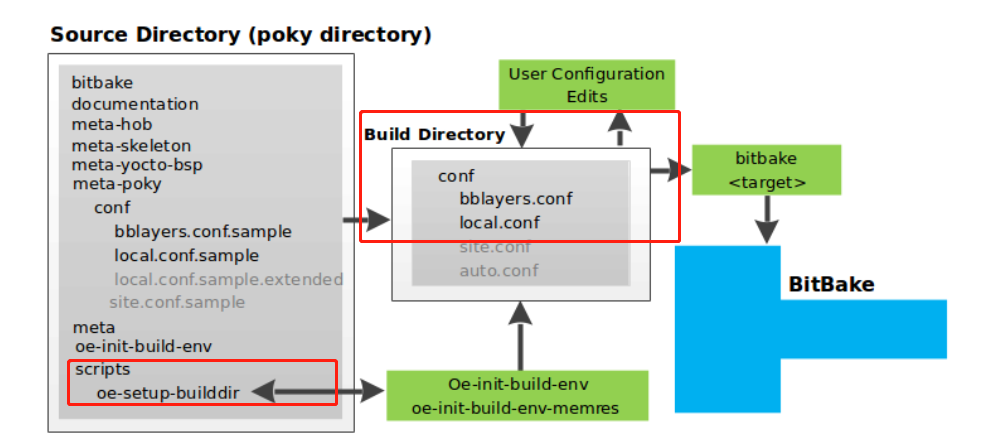 Source Directory (poky directory)
bitbake
documentation
meta-hob
meta-skeleton
meta-yocto-bsp
meta-poky
conf
bblayers.conf.sample
local.conf.sample
local.conf.sample.extended
site.conf.sample
meta
oe-init-build-env
scripts
oe-setup-builddir
User Configuration
Edits
Build Directory
conf
bblayers.conf
local.conf
site.conf
auto.conf
Oe-init-build-env
oe-init-build-env-memres
bitbake
<target>
BitBake